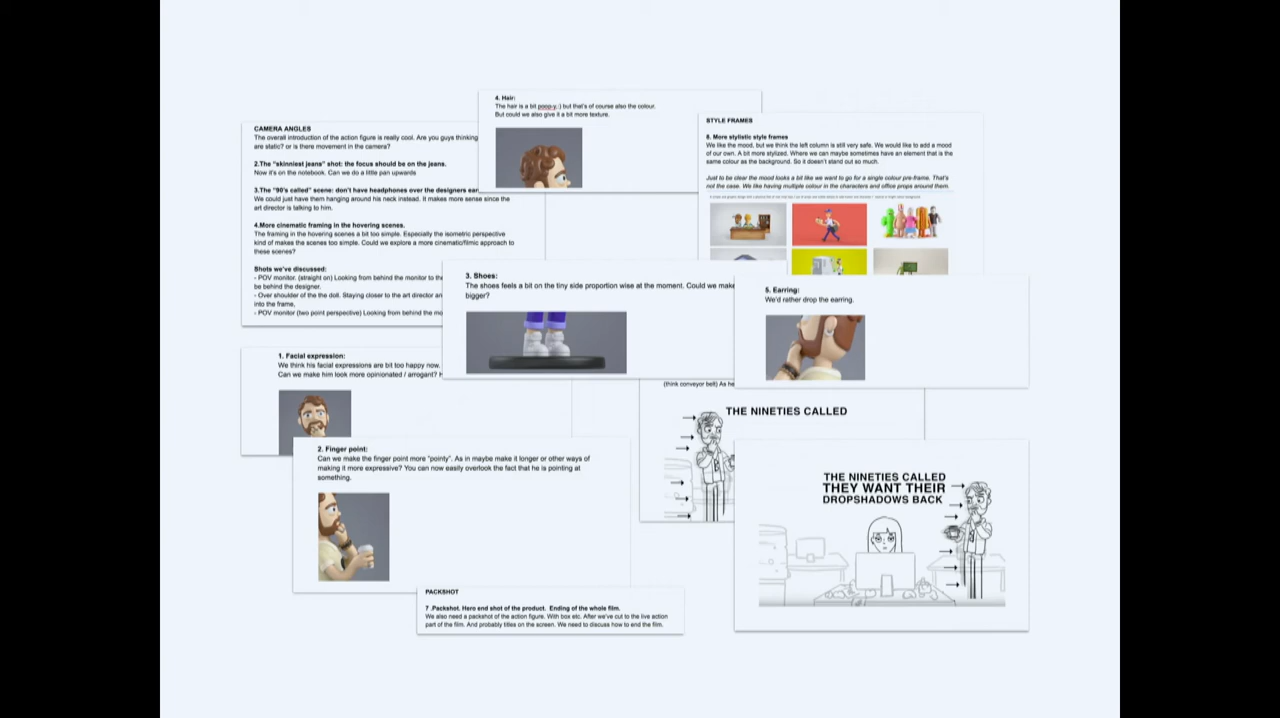 4. Hair:
The hair is a bit poop-y :) but that's of course also the colour.
But could we also give it a bit more texture.
CAMERA ANGLES
The overall introduction of the action figure is really cool. Are you guys thinking
are static? or is there movement in the camera?
2.The "skinniest jeans" shot: the focus should be on the jeans.
Now it's on the notebook. Can we do a little pan upwards
3.The "90's called" scene: don't have headphones over the designers ear
We could just have them hanging around his neck instead. It makes more sense since the
art director is talking to him.
4.More cinematic framing in the hovering scenes.
The framing in the hovering scenes a bit too simple. Especially the isometric perspective
kind of makes the scenes too simple. Could we explore a more cinematic/filmic approach to
these scenes?
Shots we've discussed:
- POV monitor. (straight on) Looking from behind the monitor to the
be behind the designer.
- Over shoulder of the the doll. Staying closer to the art director an
into the frame.
- POV monitor (two point perspective) Looking from behind the mo
STYLE FRAMES
6. More stylistic style frames
We like the mood, but we think the left column is still very safe. We would like to add a mood
of our own. A bit more stylized. Where we can maybe sometimes have an element that is the
same colour as the background. So it doesn't stand out so much.
Just to be clear the mood looks a bit like we want to go for a single colour pre-frame. That's
not the case. We like having multiple colour in the characters and office props around them.
3. Shoes:
The shoes feels a bit on the tiny side proportion wise at the moment. Could we make
bigger?
5. Earring:
We'd rather drop the earring.
1. Facial expression:
We think his facial expressions are bit too happy now.
Can we make him look more opinionated / arrogant?
(think conveyor belt) As he
THE NINETIES CALLED
2. Finger point:
Can we make the finger point more "pointy". As in maybe make it longer or other ways of
making it more expressive? You can now easily overlook the fact that he is pointing at
something.
THE NINETIES CALLED
THEY WANT THEIR
DROPSHADOWS BACK
PACKSHOT
7 .Packshot. Hero end shot of the product. Ending of the whole film.
We also need a packshot of the action figure. With box etc. After we've cut to the live action
part of the film. And probably titles on the screen. We need to discuss how to end the film.